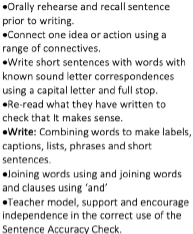 •Orally rehearse and recall sentence
prior to writing.
•Connect one idea or action using a
range of connectives.
•Write short sentences with words with
known sound letter correspondences
using a capital letter and full stop.
•Re-read what they have written to
check that It makes sense.
•Write: Combining words to make labels,
captions, lists, phrases and short
sentences.
•Joining words using and joining words
and clauses using ‘and’
•Teacher model, support and encourage
independence in the correct use of the
Sentence Accuracy Check.